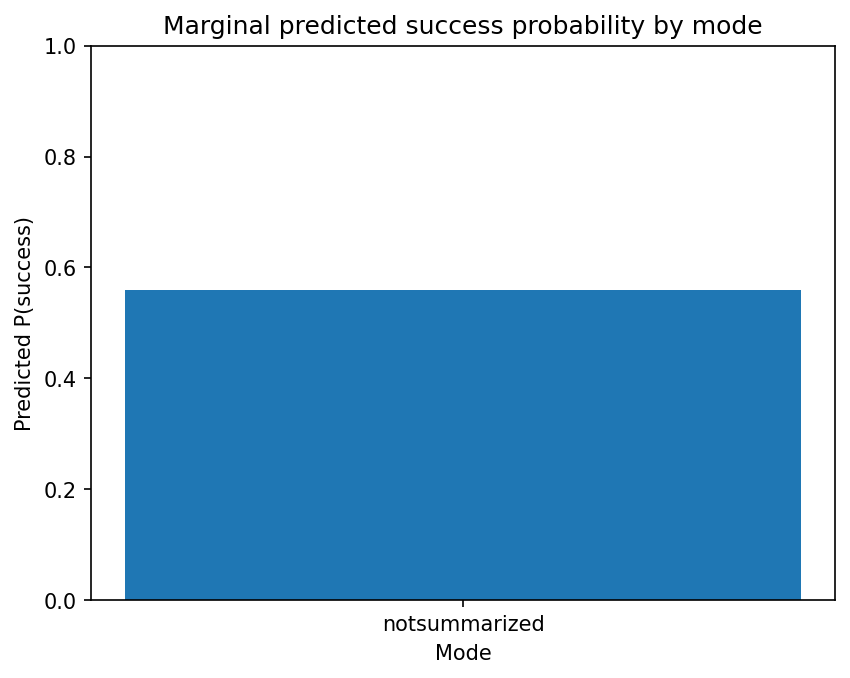 Marginal predicted success probability by mode
Predicted P(success)
1.0
0.8
0.6
0.4
0.2
0.0
notsummarized
Mode